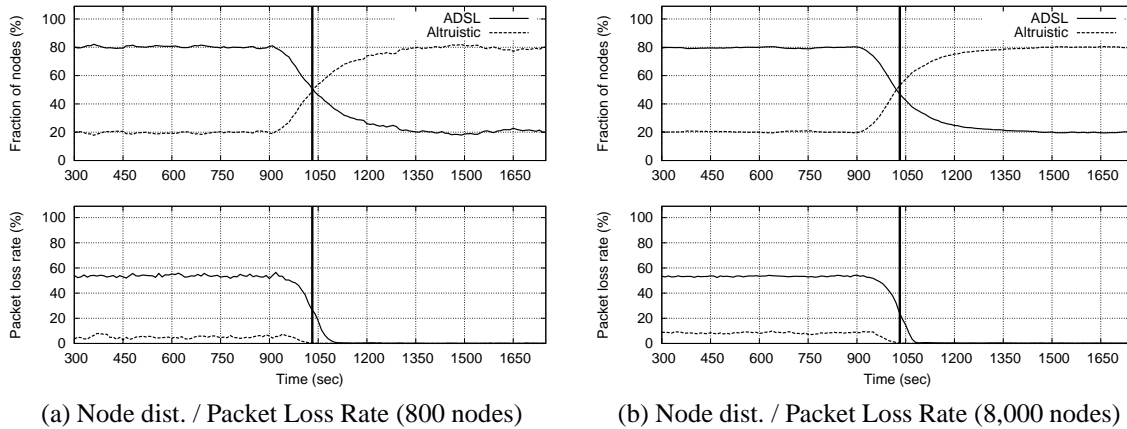 ADSL
Altruistic
Fraction of nodes (%)
100
80
60
40
20
0
300 450 600 750 900 1050 1200 1350 1500 1650
Packet loss rate (%)
100
80
60
40
20
0
300 450 600 750 900 1050 1200 1350 1500 1650
Time (sec)
(a) Node dist. / Packet Loss Rate (800 nodes)
ADSL
Altruistic
Fraction of nodes (%)
100
80
60
40
20
0
300 450 600 750 900 1050 1200 1350 1500 1650
Packet loss rate (%)
100
80
60
40
20
0
300 450 600 750 900 1050 1200 1350 1500 1650
Time (sec)
(b) Node dist. / Packet Loss Rate (8,000 nodes)